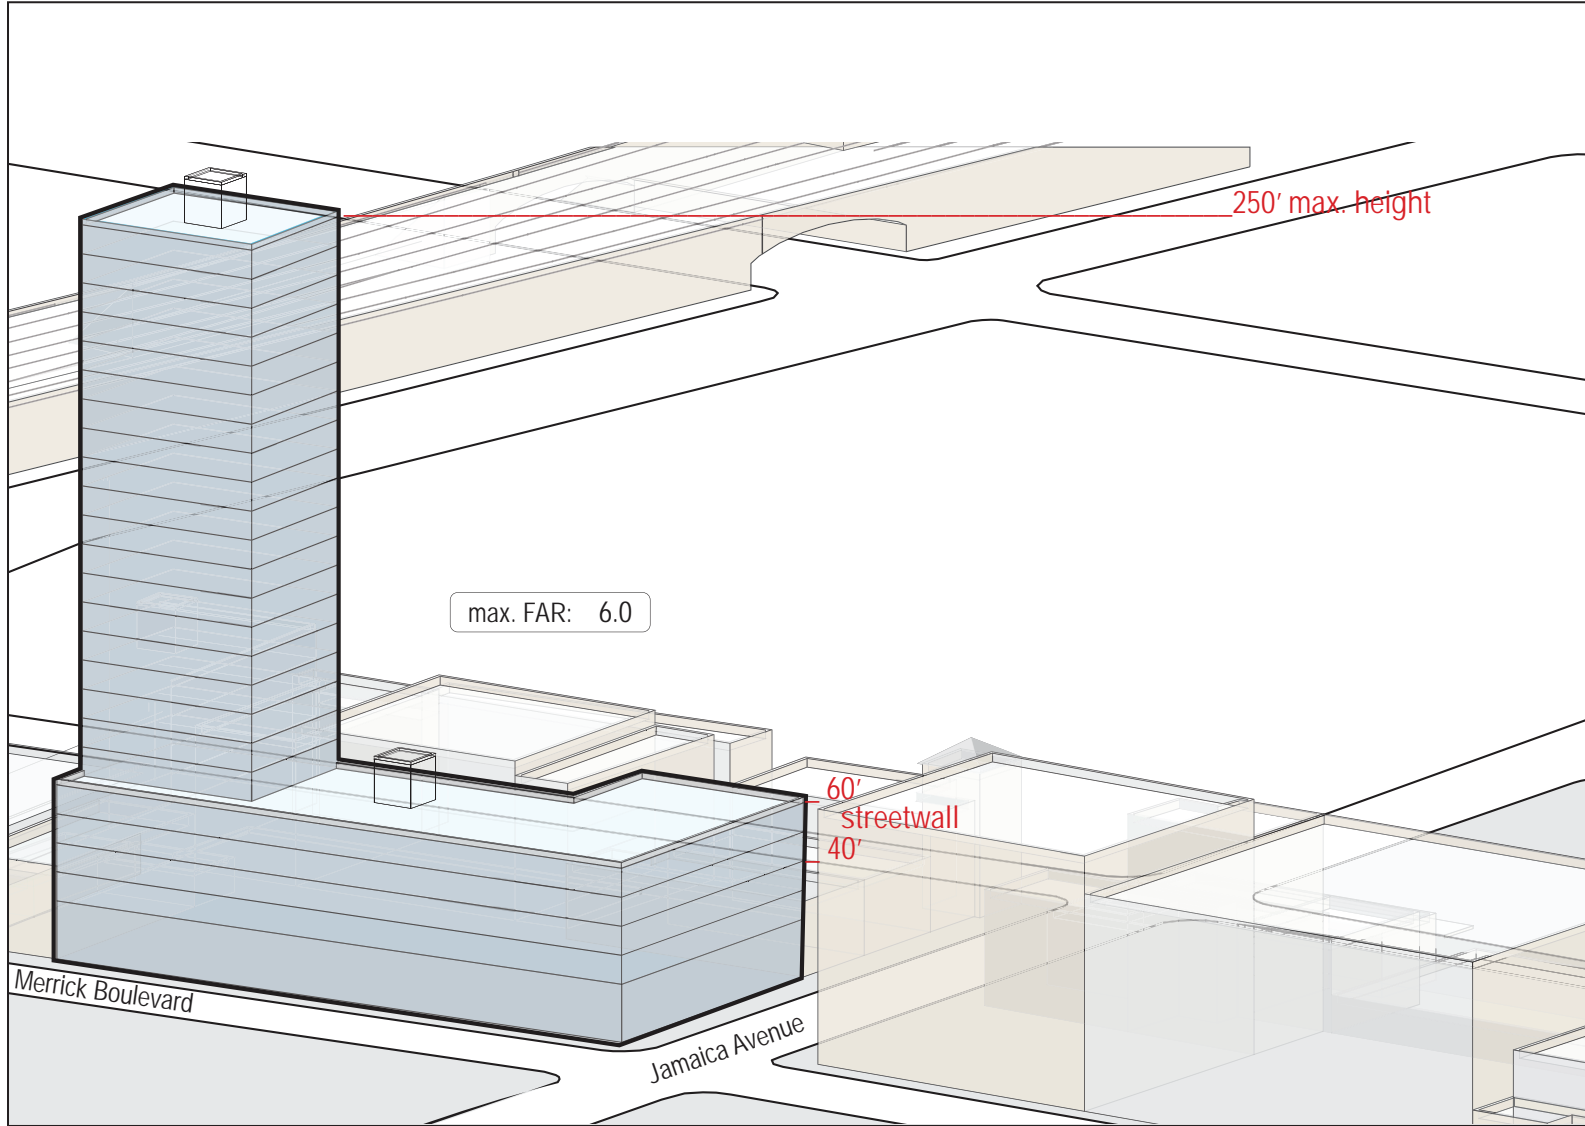 250′ max. height
max. FAR: 6.0
60′
streetwall
40′
Merrick Boulevard
Jamaica Avenue